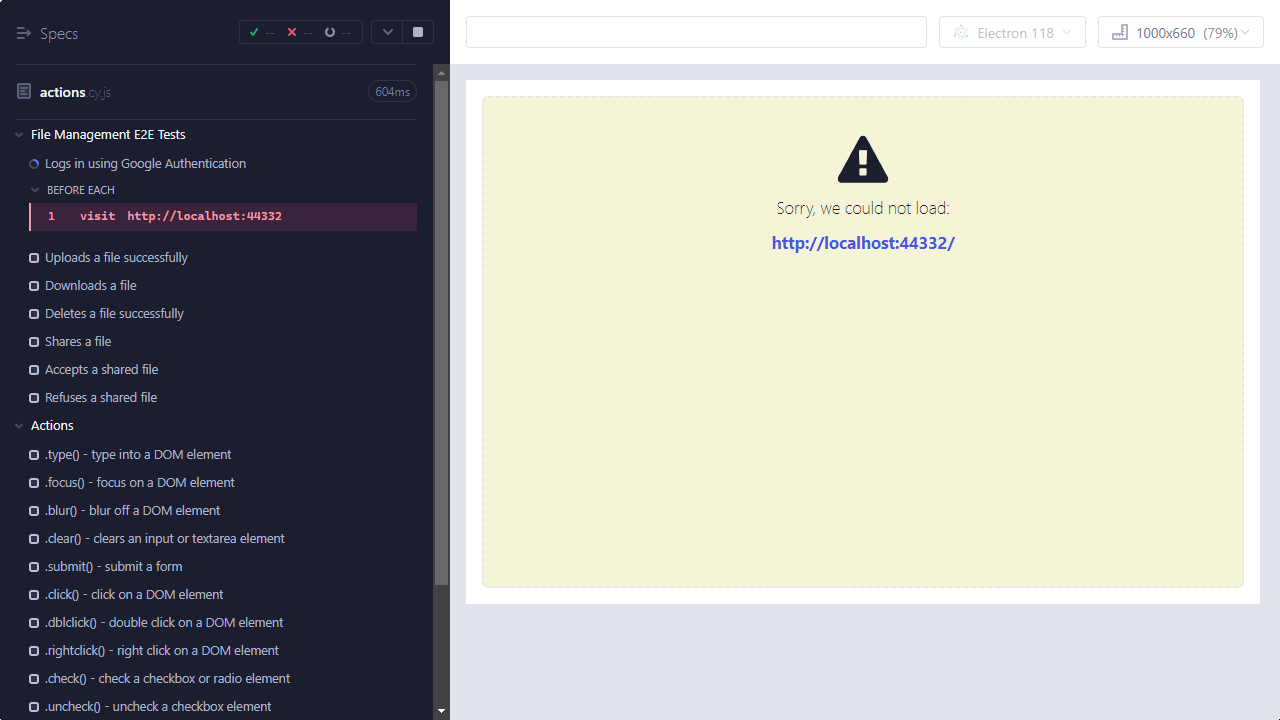 Specs
-- -- --
actions cy.js
604ms
File Management E2E Tests
Logs in using Google Authentication
BEFORE EACH
1 visit http://localhost:44332
Uploads a file successfully
Downloads a file
Deletes a file successfully
Shares a file
Accepts a shared file
Refuses a shared file
Actions
.type() - type into a DOM element
.focus() - focus on a DOM element
.blur() - blur off a DOM element
.clear() - clears an input or textarea element
.submit() - submit a form
.click() - click on a DOM element
.dblclick() - double click on a DOM element
.rightclick() - right click on a DOM element
.check() - check a checkbox or radio element
.uncheck() - uncheck a checkbox element
Electron 118
1000x660 (79%)
Sorry, we could not load:
http://localhost:44332/